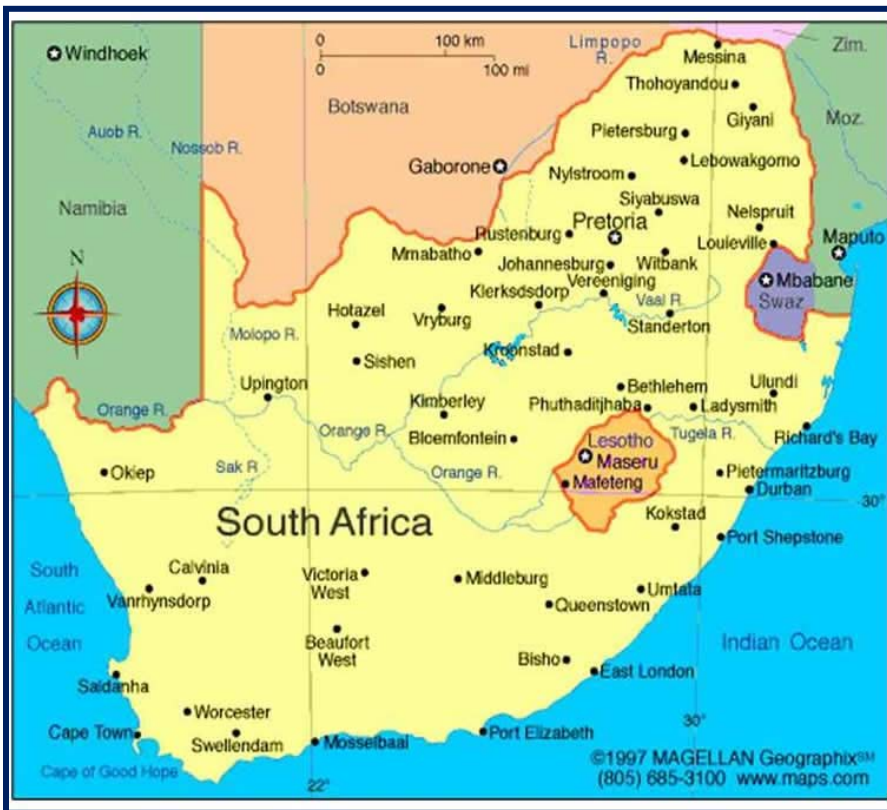 Windhoek
0 100 km
0 100 mi
Limpopo
R.
Zim.
Messina
Thohoyandou
Giyani
Botswana
Moz.
Auob R.
Nossob R.
Pietersburg
Gaborone
Lebowakgomo
Nylstroom
Siyabuswa
Namibia
Nelspruit
Pretoria
Rustenburg
Louieville
Maputo
Mmabatho
Johannesburg
Witbank
N
Vereeniging
Mbabane
Klerksdsdorp
Vaal R.
Swaz
Hotazel
Vryburg
Standerton
Molopo R.
Kroonstad
Sishen
Upington
Bethlehem
Ulundi
Orange R.
Kimberley
Phuthaditjhaba
Ladysmith
Orange R.
Bloemfontein
Lesotho
Tugela R.
Richard's Bay
Maseru
Okiep
Sak R
Orange R.
Mafeteng
Pietermaritzburg
Durban
30°
South Africa
Kokstad
Port Shepstone
South
Atlantic
Ocean
Calvinia
Vanrhynsdorp
Victoria
West
Middleburg
Umtata
Queenstown
Beaufort
West
Indian Ocean
Bisho
East London
Saldanha
Worcester
Cape Town
Swellendam
Mosselbaai
Port Elizabeth
30°
Cape of Good Hope
22°
©1997 MAGELLAN Geographix℠
(805) 685-3100 www.maps.com